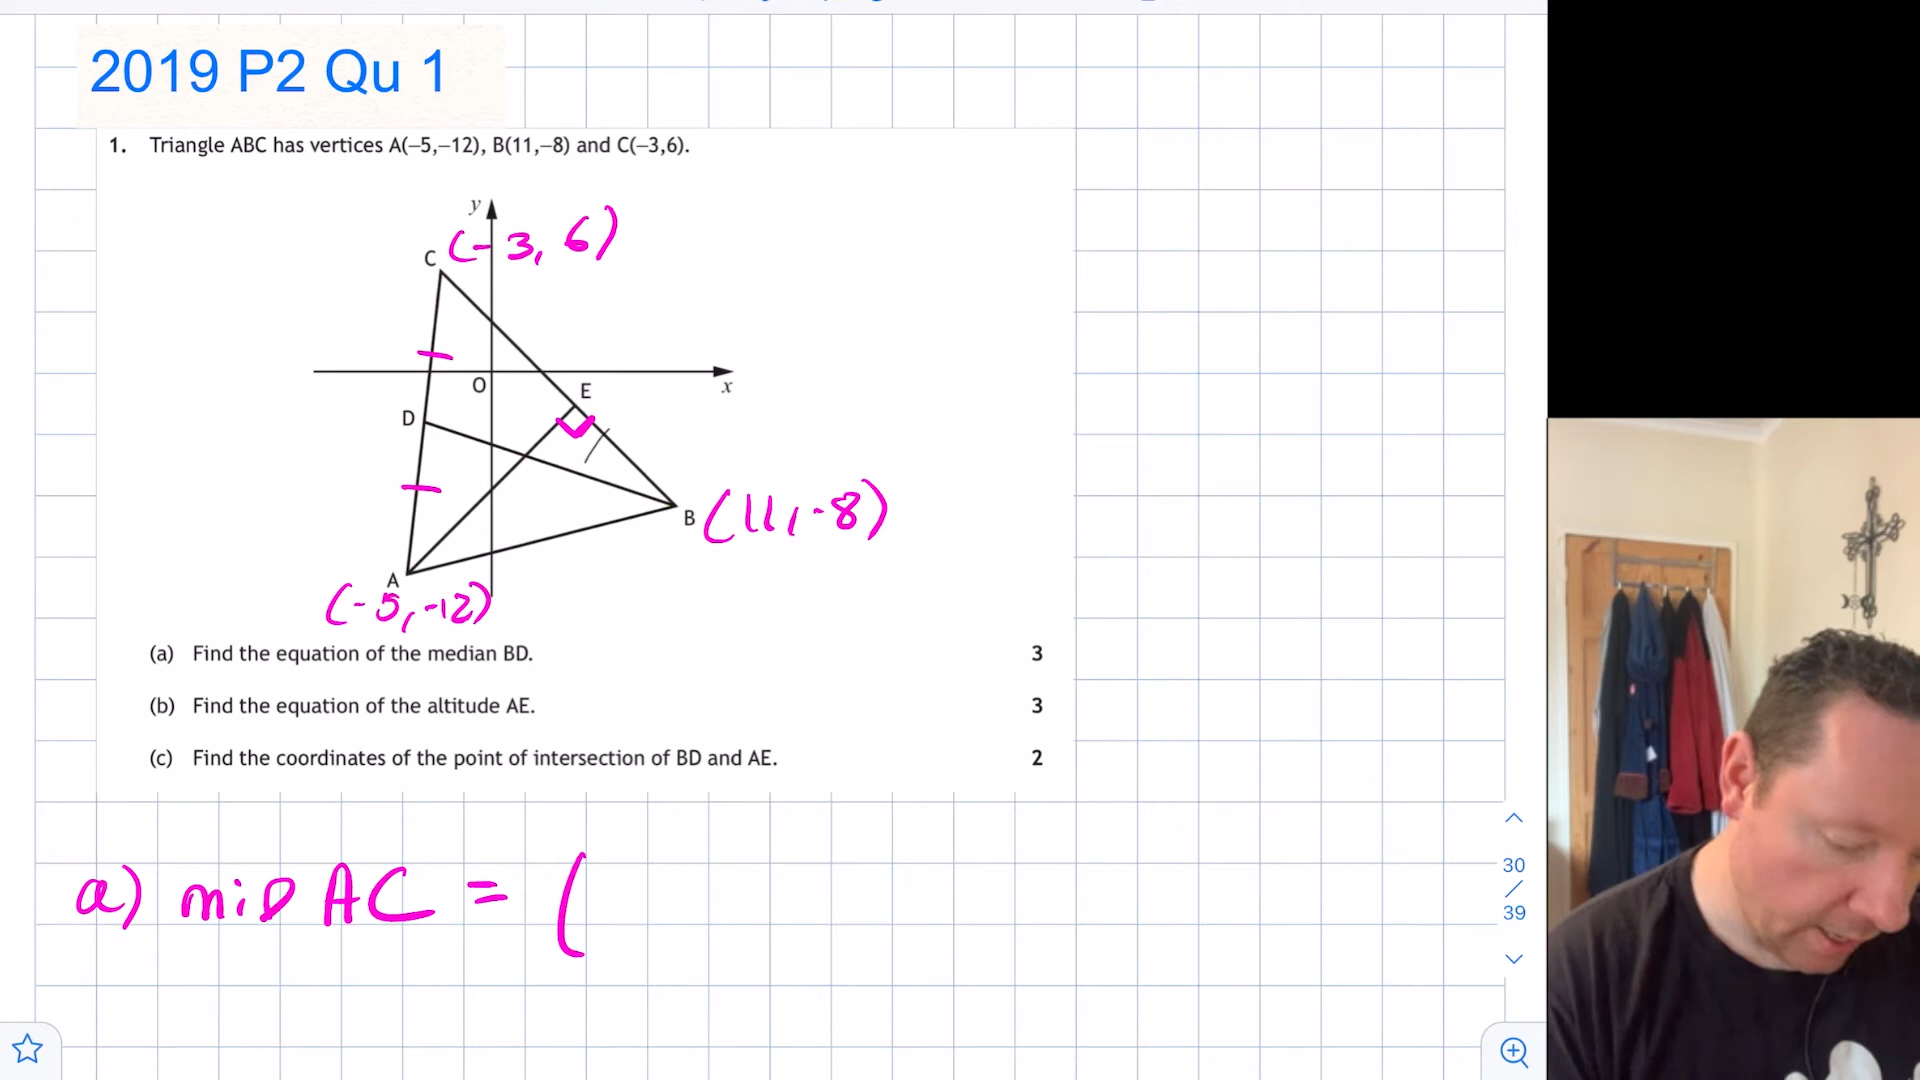 2019 P2 Qu 1
1. Triangle ABC has vertices A(−5,−12), B(11,−8) and C(−3,6).
y
C (-3, 6)
O
E
x
D
B (11,-8)
A
(-5,-12)
(a) Find the equation of the median BD. 3
(b) Find the equation of the altitude AE. 3
(c) Find the coordinates of the point of intersection of BD and AE. 2
30
/
39
a) miD AC = (